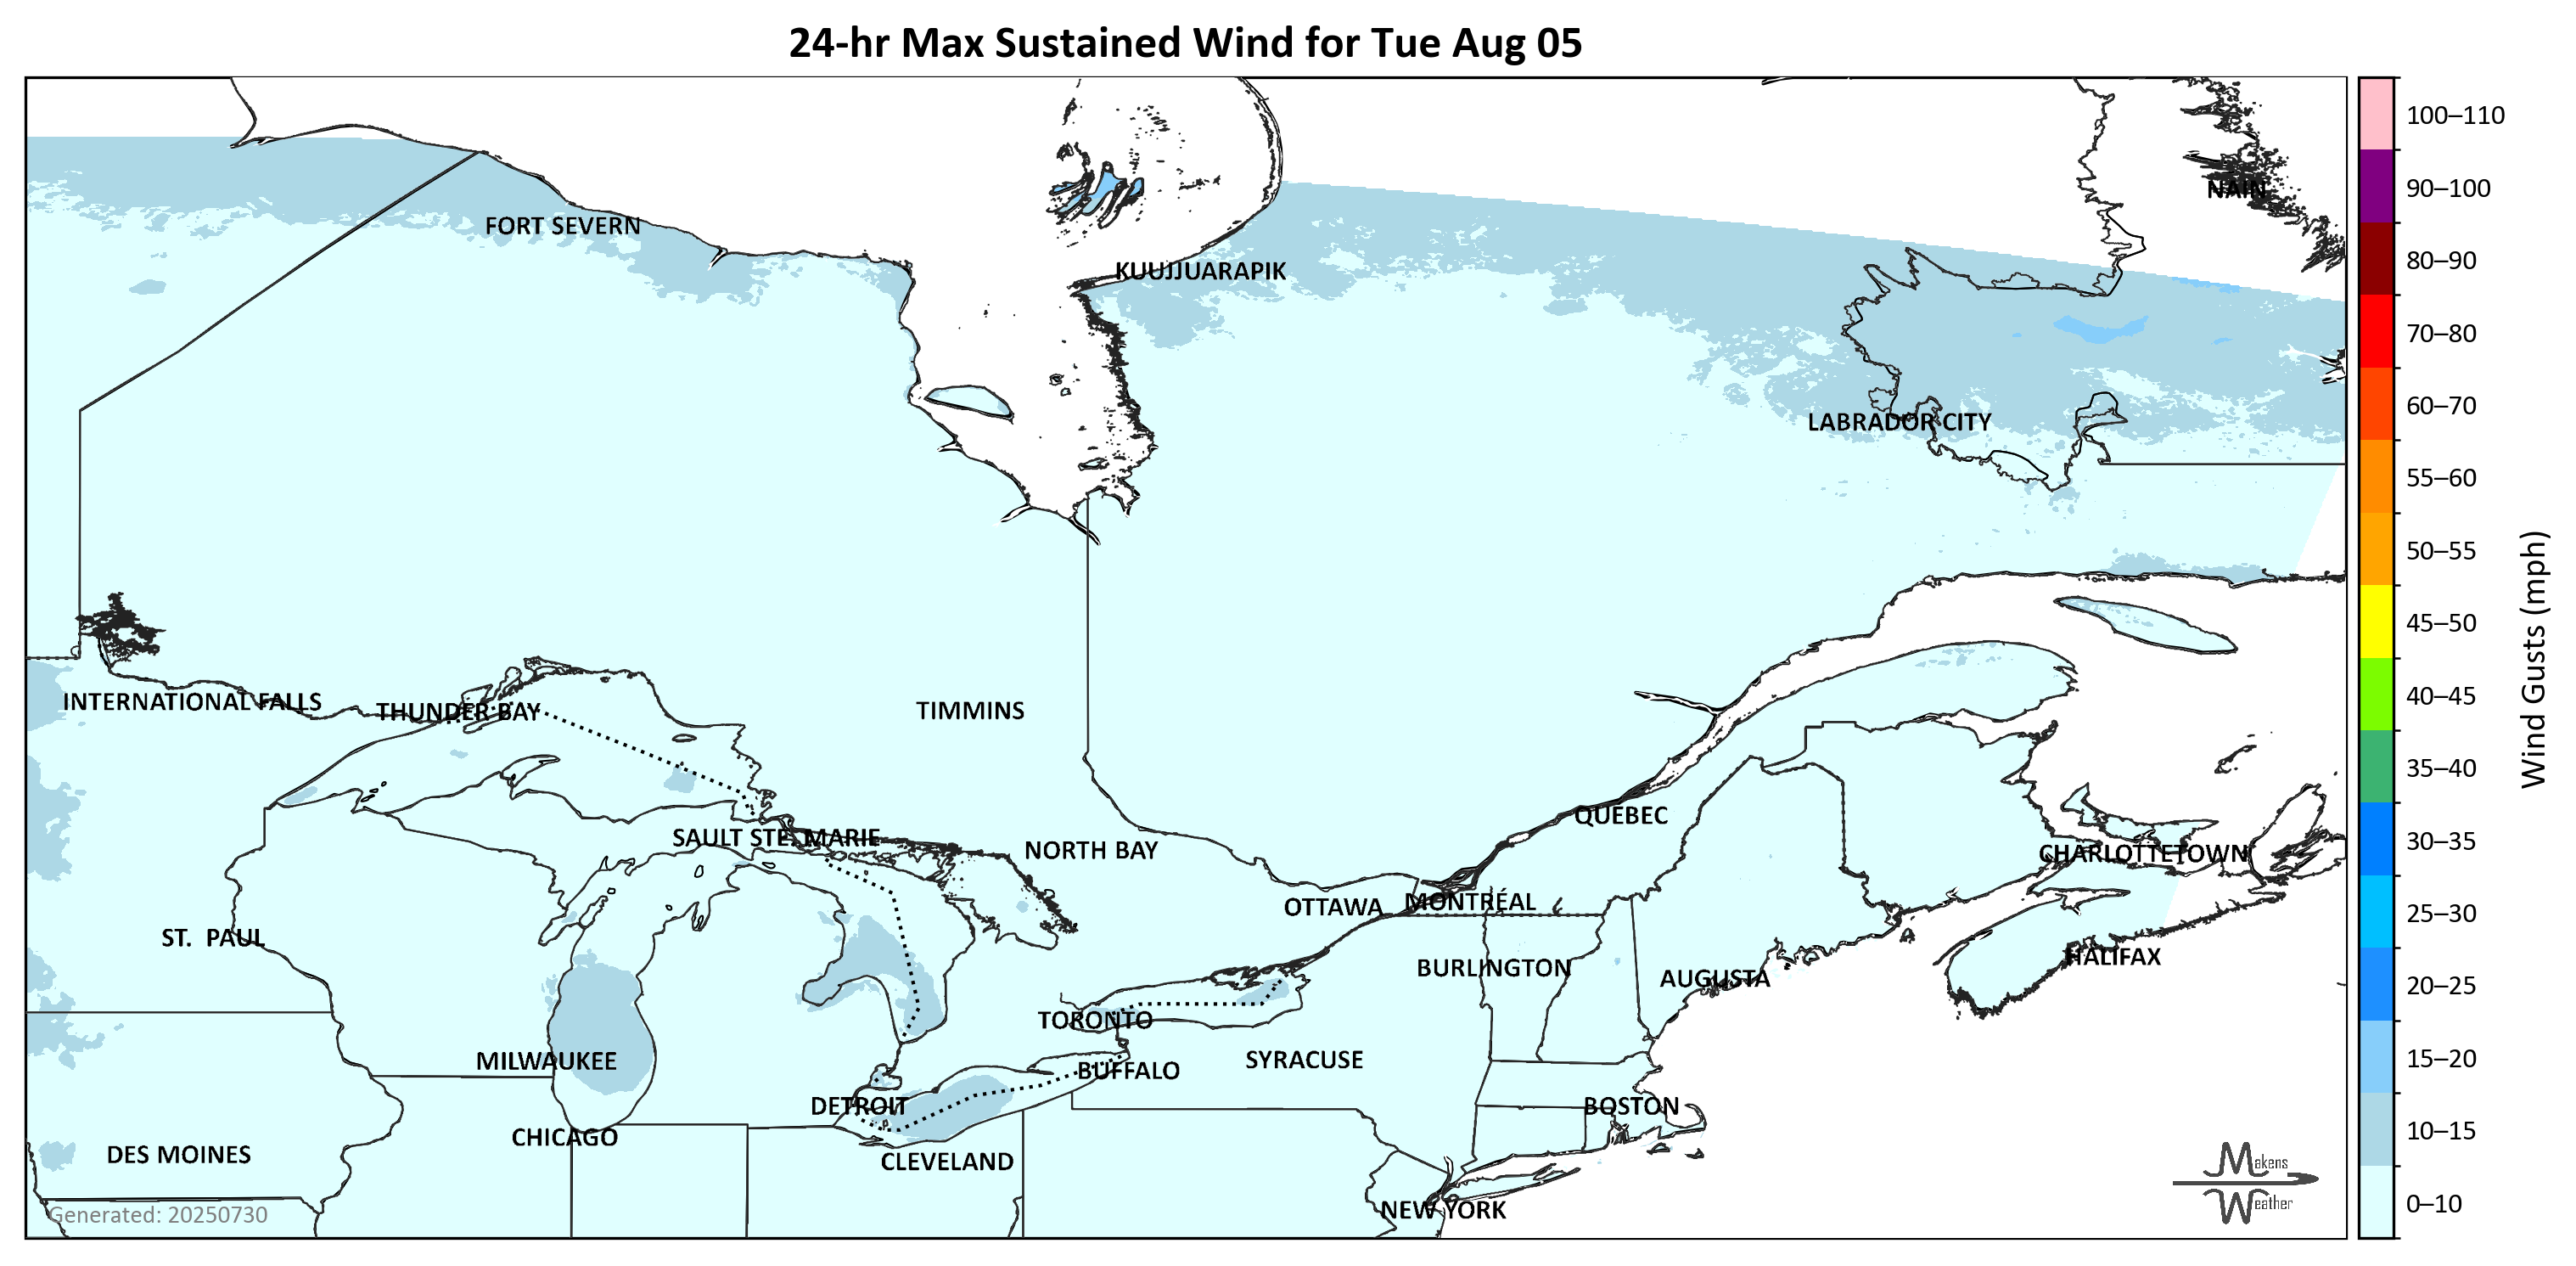 24-hr Max Sustained Wind for Tue Aug 05
100–110
90–100
80–90
70–80
60–70
55–60
50–55
45–50
40–45
35–40
30–35
25–30
20–25
15–20
10–15
0–10
Wind Gusts (mph)
NAIN
FORT SEVERN
KUUJJUARAPIK
LABRADOR CITY
INTERNATIONAL FALLS
THUNDER BAY
TIMMINS
QUÉBEC
SAULT STE. MARIE
NORTH BAY
CHARLOTTETOWN
OTTAWA
MONTRÉAL
ST. PAUL
HALIFAX
BURLINGTON
AUGUSTA
TORONTO
MILWAUKEE
SYRACUSE
BUFFALO
DETROIT
BOSTON
CHICAGO
DES MOINES
CLEVELAND
NEW YORK
Generated: 20250730
Makens
Weather